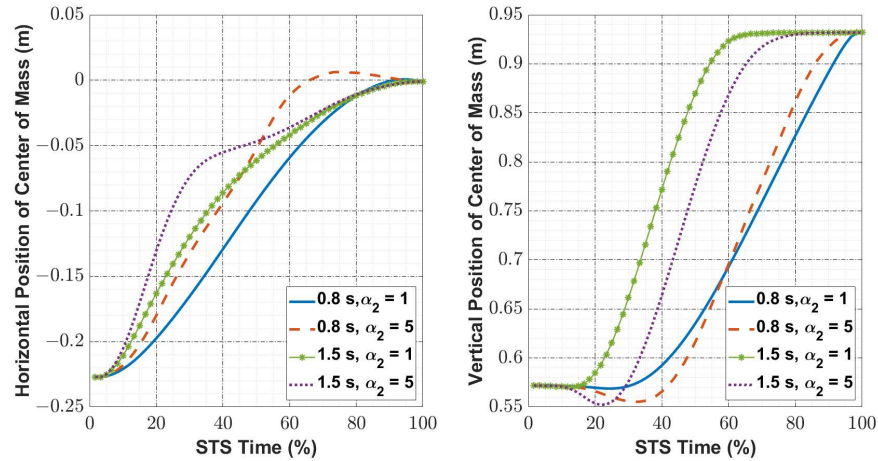 Horizontal Position of Center of Mass (m)
0
−0.05
−0.1
−0.15
−0.2
−0.25
0 20 40 60 80 100
STS Time (%)
0.8 s,α2 = 1
0.8 s, α2 = 5
1.5 s, α2 = 1
1.5 s, α2 = 5
Vertical Position of Center of Mass (m)
0.95
0.9
0.85
0.8
0.75
0.7
0.65
0.6
0.55
0 20 40 60 80 100
STS Time (%)
0.8 s,α2 = 1
0.8 s, α2 = 5
1.5 s, α2 = 1
1.5 s, α2 = 5